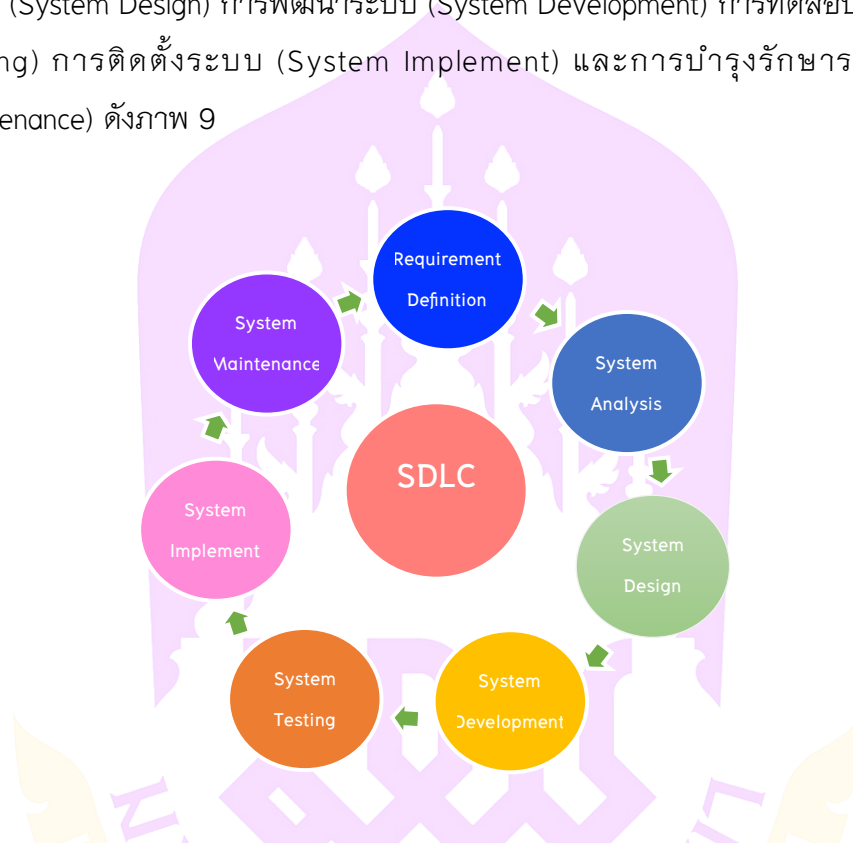 (System Design) การพัฒนาระบบ (System Development) การทดสอบ
ng) การติดตั้งระบบ (System Implement) และการบำรุงรักษาร
enance) ดังภาพ 9
Requirement
Definition
System
Analysis
System
Design
System
Development
System
Testing
System
Implement
System
Maintenance
SDLC